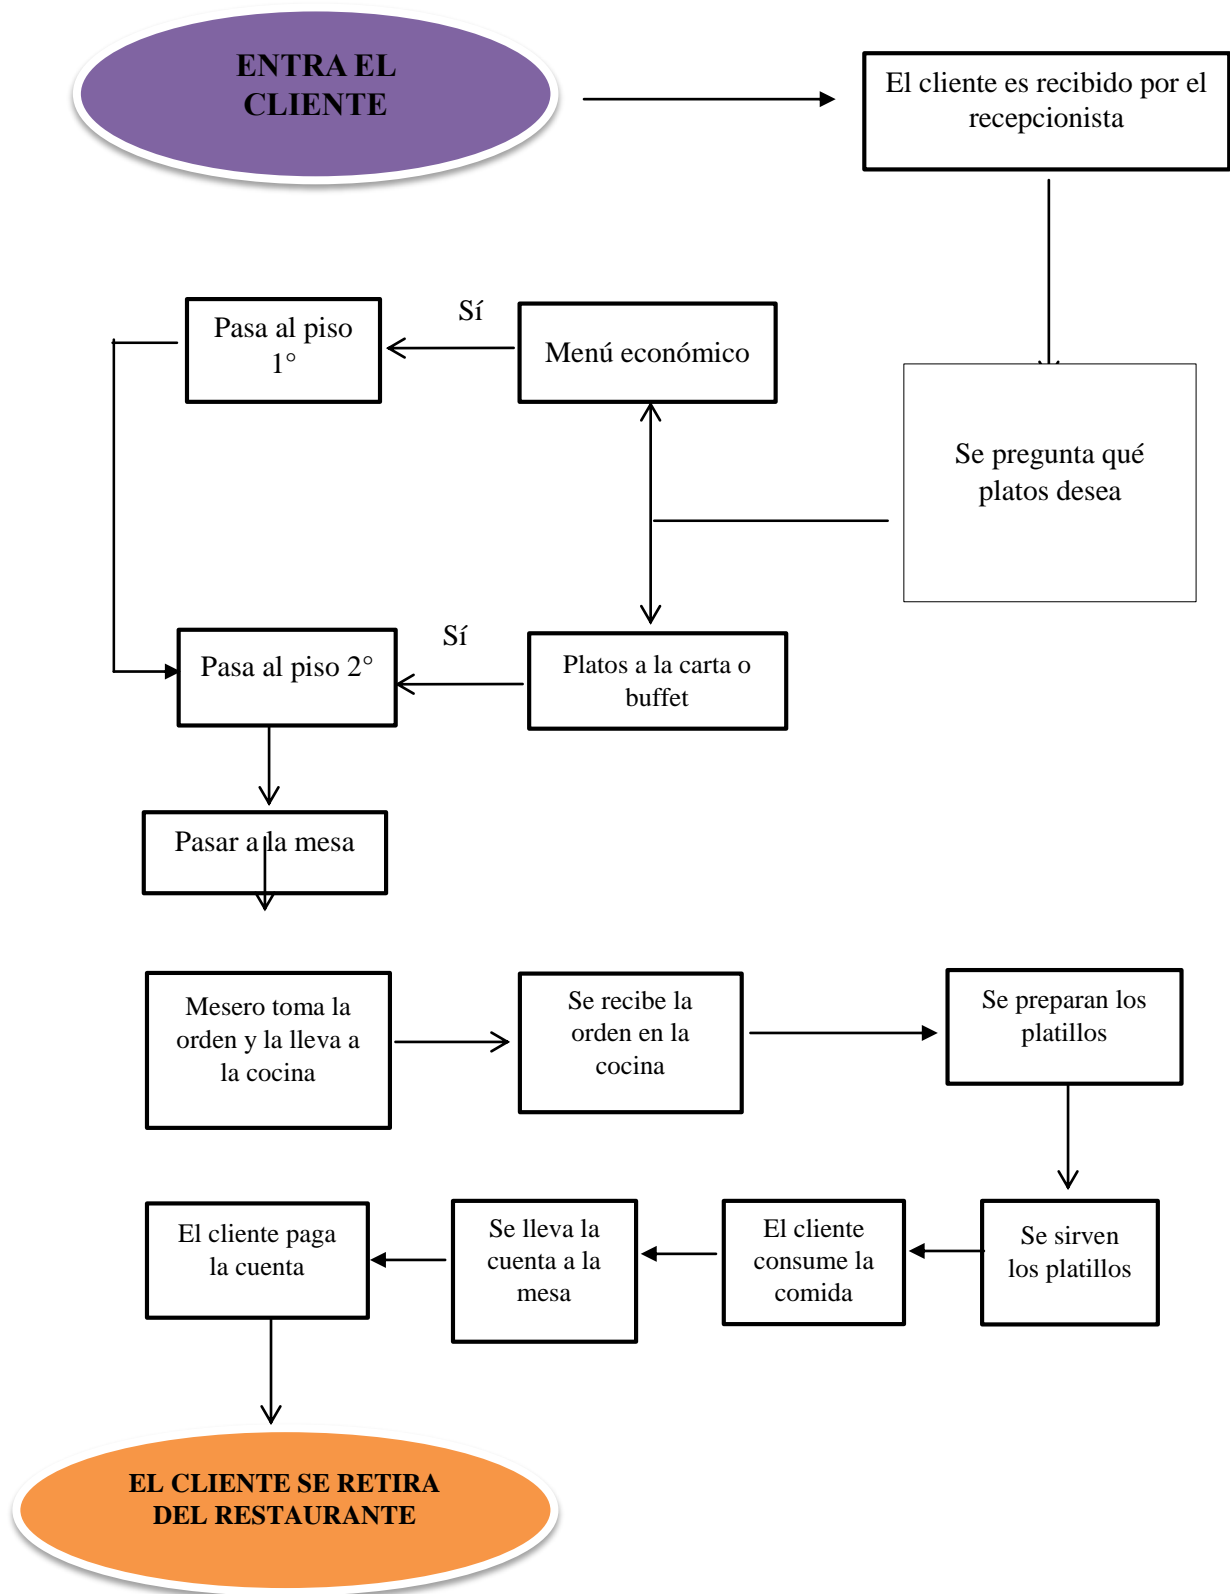 ENTRA EL
CLIENTE
El cliente es recibido por el
recepcionista
Sí
Pasa al piso
1°
Menú económico
Se pregunta qué
platos desea
Sí
Pasa al piso 2°
Platos a la carta o
buffet
Pasar a la mesa
Mesero toma la
orden y la lleva a
la cocina
Se recibe la
orden en la
cocina
Se preparan los
platillos
El cliente paga
la cuenta
Se lleva la
cuenta a la
mesa
El cliente
consume la
comida
Se sirven
los platillos
EL CLIENTE SE RETIRA
DEL RESTAURANTE